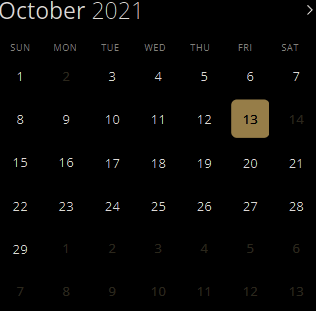 October 2021
SUN MON TUE WED THU FRI SAT
1 2 3 4 5 6 7
8 9 10 11 12 13 14
15 16 17 18 19 20 21
22 23 24 25 26 27 28
29 1 2 3 4 5 6
7 8 9 10 11 12 13